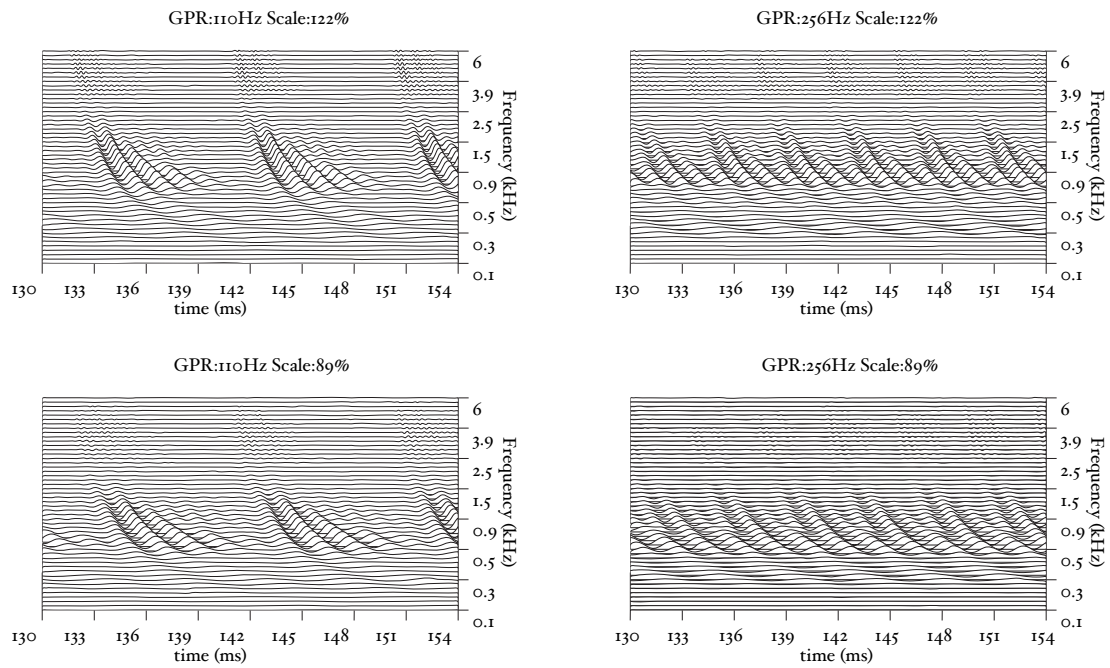 GPR:110Hz Scale:122%
6
3.9
2.5
1.5
0.9
0.5
0.3
0.1
Frequency (kHz)
130 133 136 139 142 145 148 151 154
time (ms)
GPR:256Hz Scale:122%
6
3.9
2.5
1.5
0.9
0.5
0.3
0.1
Frequency (kHz)
130 133 136 139 142 145 148 151 154
time (ms)
GPR:110Hz Scale:89%
6
3.9
2.5
1.5
0.9
0.5
0.3
0.1
Frequency (kHz)
130 133 136 139 142 145 148 151 154
time (ms)
GPR:256Hz Scale:89%
6
3.9
2.5
1.5
0.9
0.5
0.3
0.1
Frequency (kHz)
130 133 136 139 142 145 148 151 154
time (ms)